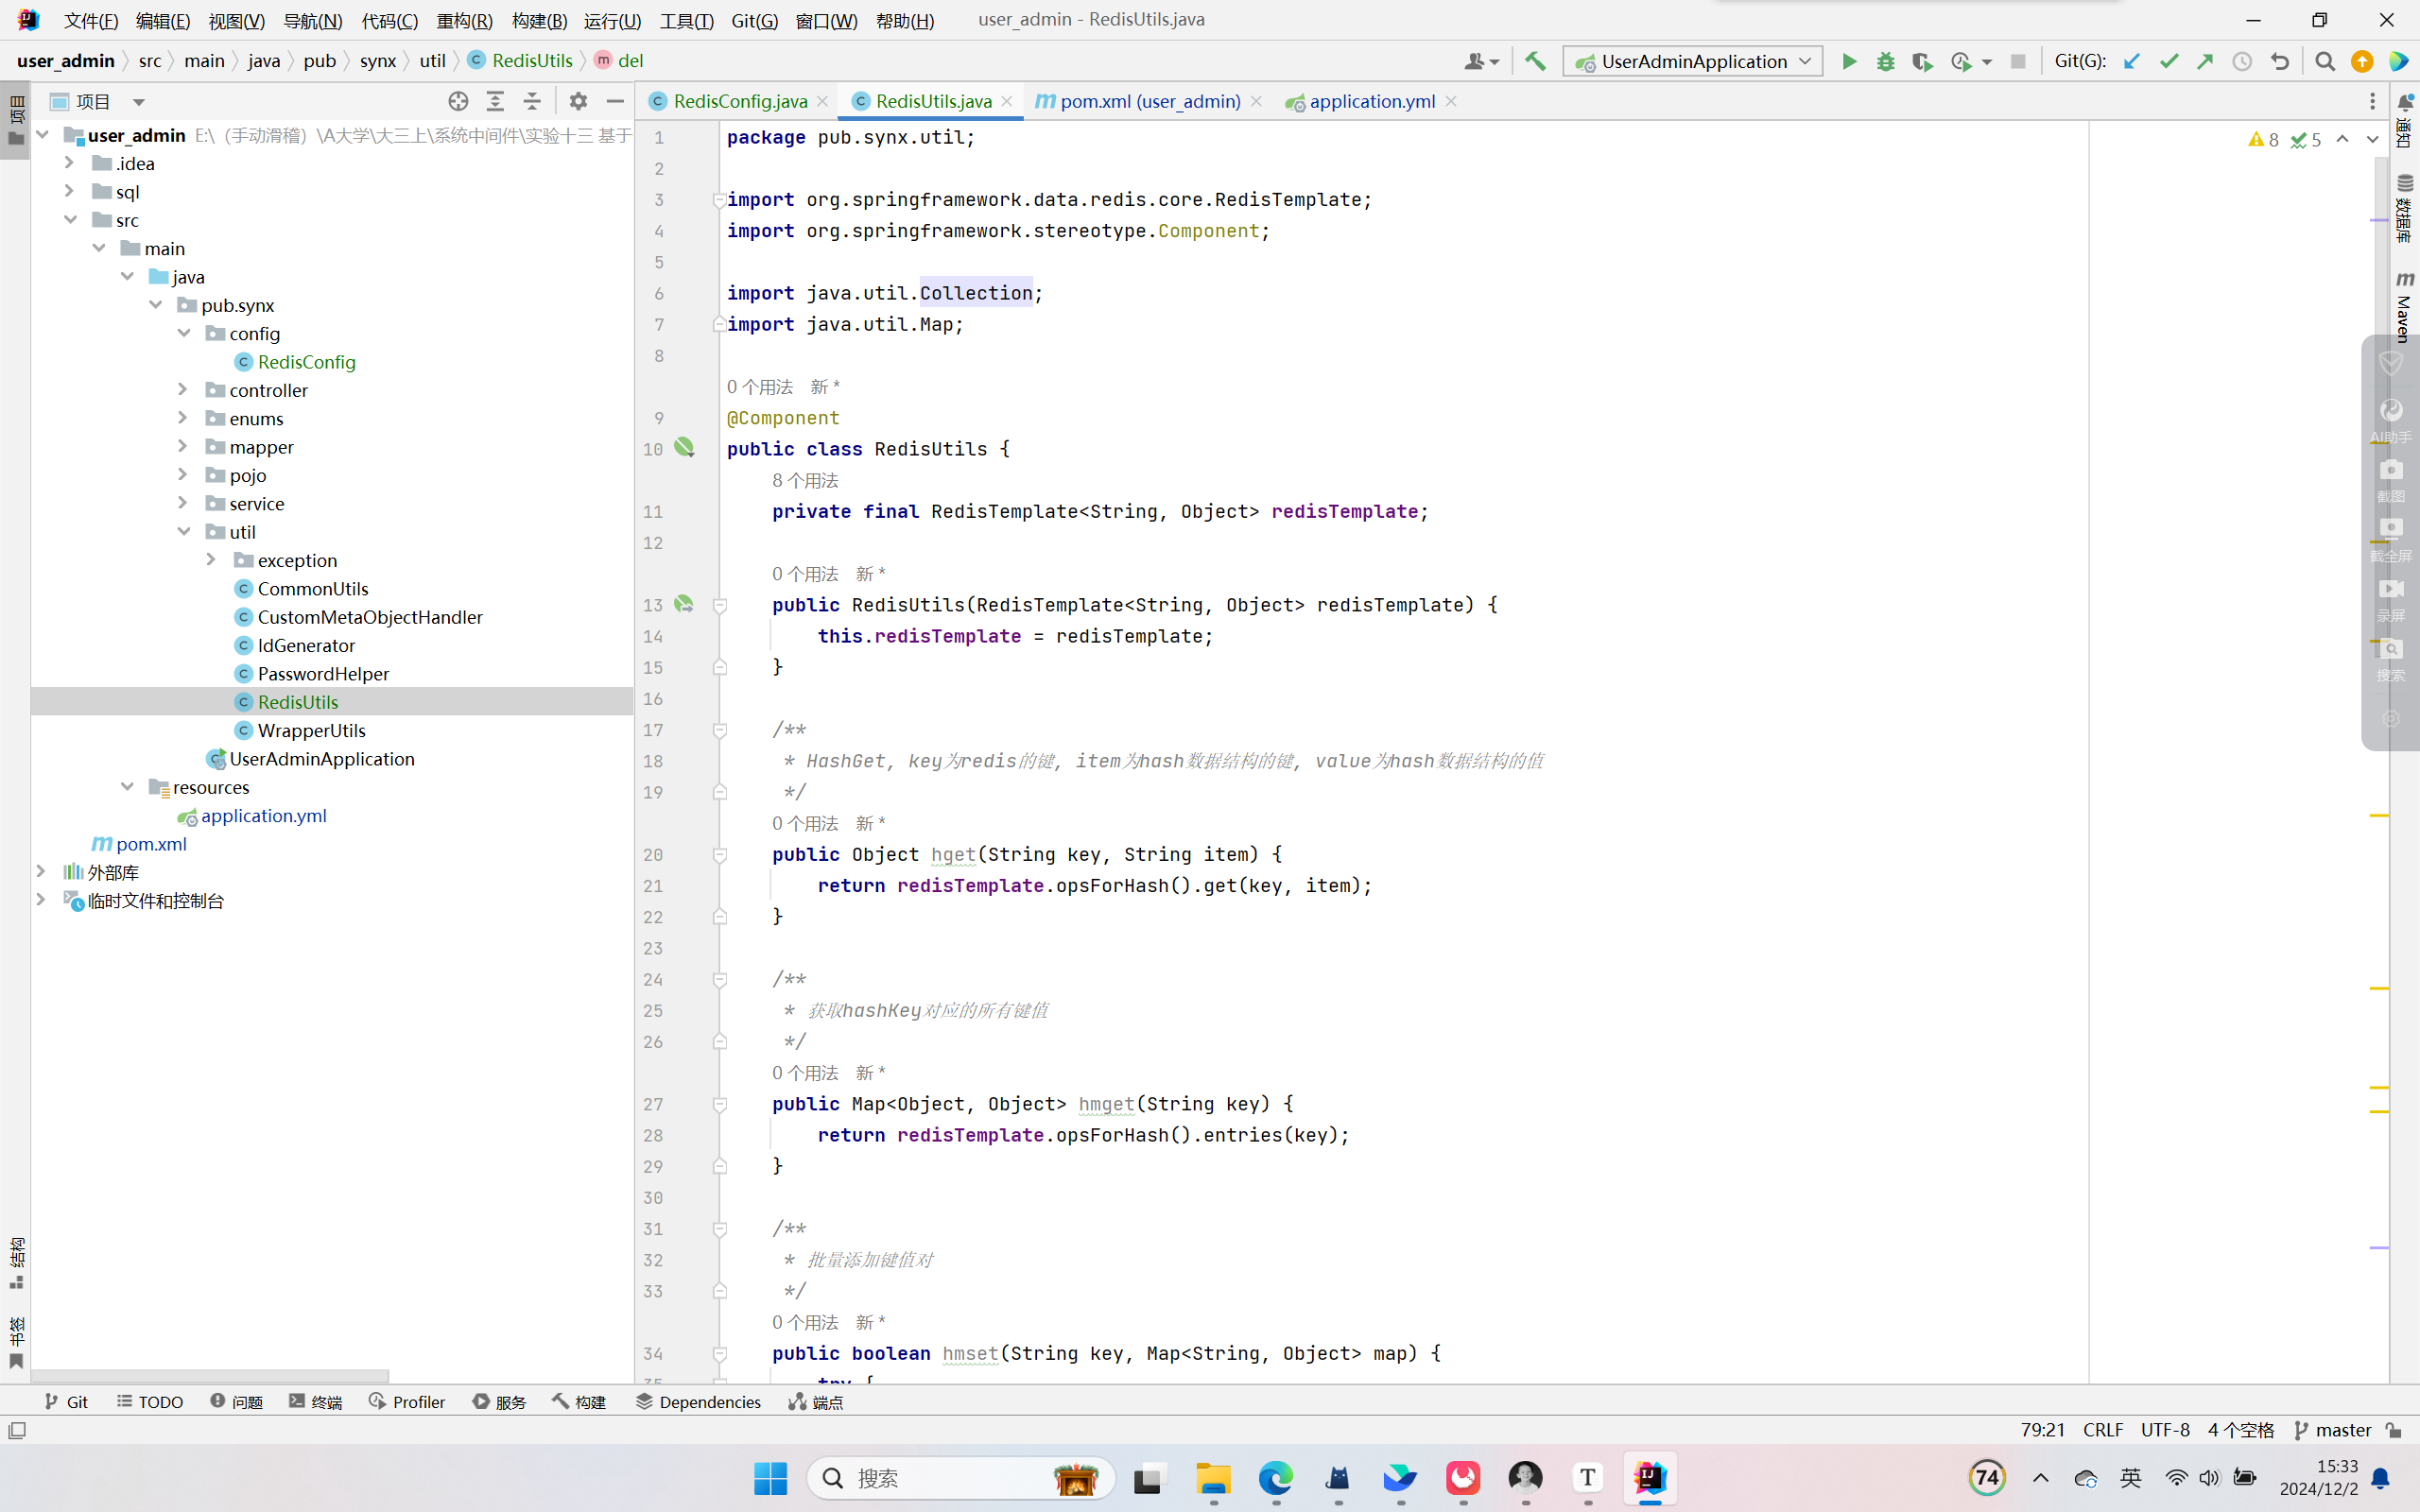 文件(F) 编辑(E) 视图(V) 导航(N) 代码(C) 重构(R) 构建(B) 运行(U) 工具(T) Git(G) 窗口(W) 帮助(H) user_admin - RedisUtils.java
user_admin src main java pub synx util RedisUtils del
UserAdminApplication
Git(G):
项目
项目
RedisConfig.java
RedisUtils.java
pom.xml (user_admin)
application.yml
user_admin E:\（手动滑稽）\A大学\大三上\系统中间件\实验十三 基于
.idea
sql
src
main
java
pub.synx
config
RedisConfig
controller
enums
mapper
pojo
service
util
exception
CommonUtils
CustomMetaObjectHandler
IdGenerator
PasswordHelper
RedisUtils
WrapperUtils
UserAdminApplication
resources
application.yml
pom.xml
外部库
临时文件和控制台
结构
书签
8 5
1 package pub.synx.util;
2
3 import org.springframework.data.redis.core.RedisTemplate;
4 import org.springframework.stereotype.Component;
5
6 import java.util.Collection;
7 import java.util.Map;
8
0 个用法 新 *
9 @Component
10 public class RedisUtils {
8 个用法
11 private final RedisTemplate<String, Object> redisTemplate;
12
0 个用法 新 *
13 public RedisUtils(RedisTemplate<String, Object> redisTemplate) {
14 this.redisTemplate = redisTemplate;
15 }
16
17 /**
18 * HashGet, key为redis的键, item为hash数据结构的键, value为hash数据结构的值
19 */
0 个用法 新 *
20 public Object hget(String key, String item) {
21 return redisTemplate.opsForHash().get(key, item);
22 }
23
24 /**
25 * 获取hashKey对应的所有键值
26 */
0 个用法 新 *
27 public Map<Object, Object> hmget(String key) {
28 return redisTemplate.opsForHash().entries(key);
29 }
30
31 /**
32 * 批量添加键值对
33 */
0 个用法 新 *
34 public boolean hmset(String key, Map<String, Object> map) {
35 try {
通知
数据库
Maven
AI助手
截图
截全屏
录屏
搜索
Git TODO 问题 终端 Profiler 服务 构建 Dependencies 端点
79:21 CRLF UTF-8 4 个空格 master
搜索
74
英
15:33
2024/12/2